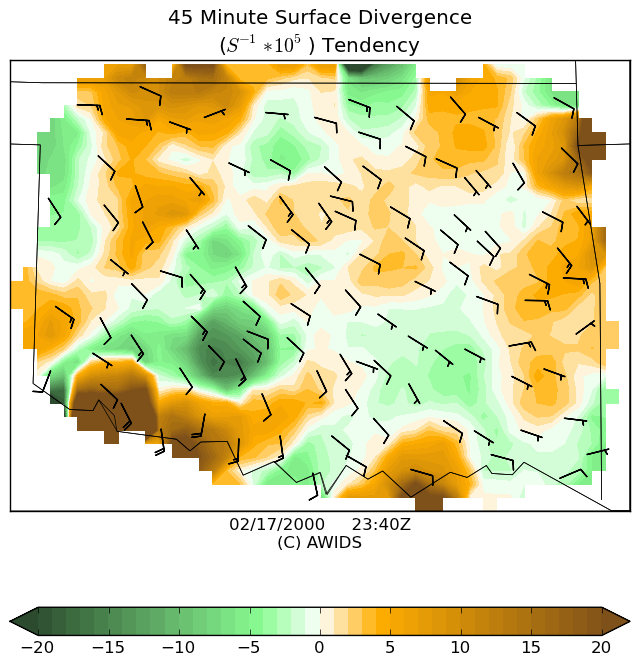 45 Minute Surface Divergence
(S⁻¹ * 10⁵ ) Tendency
02/17/2000 23:40Z
(C) AWIDS
−20 −15 −10 −5 0 5 10 15 20